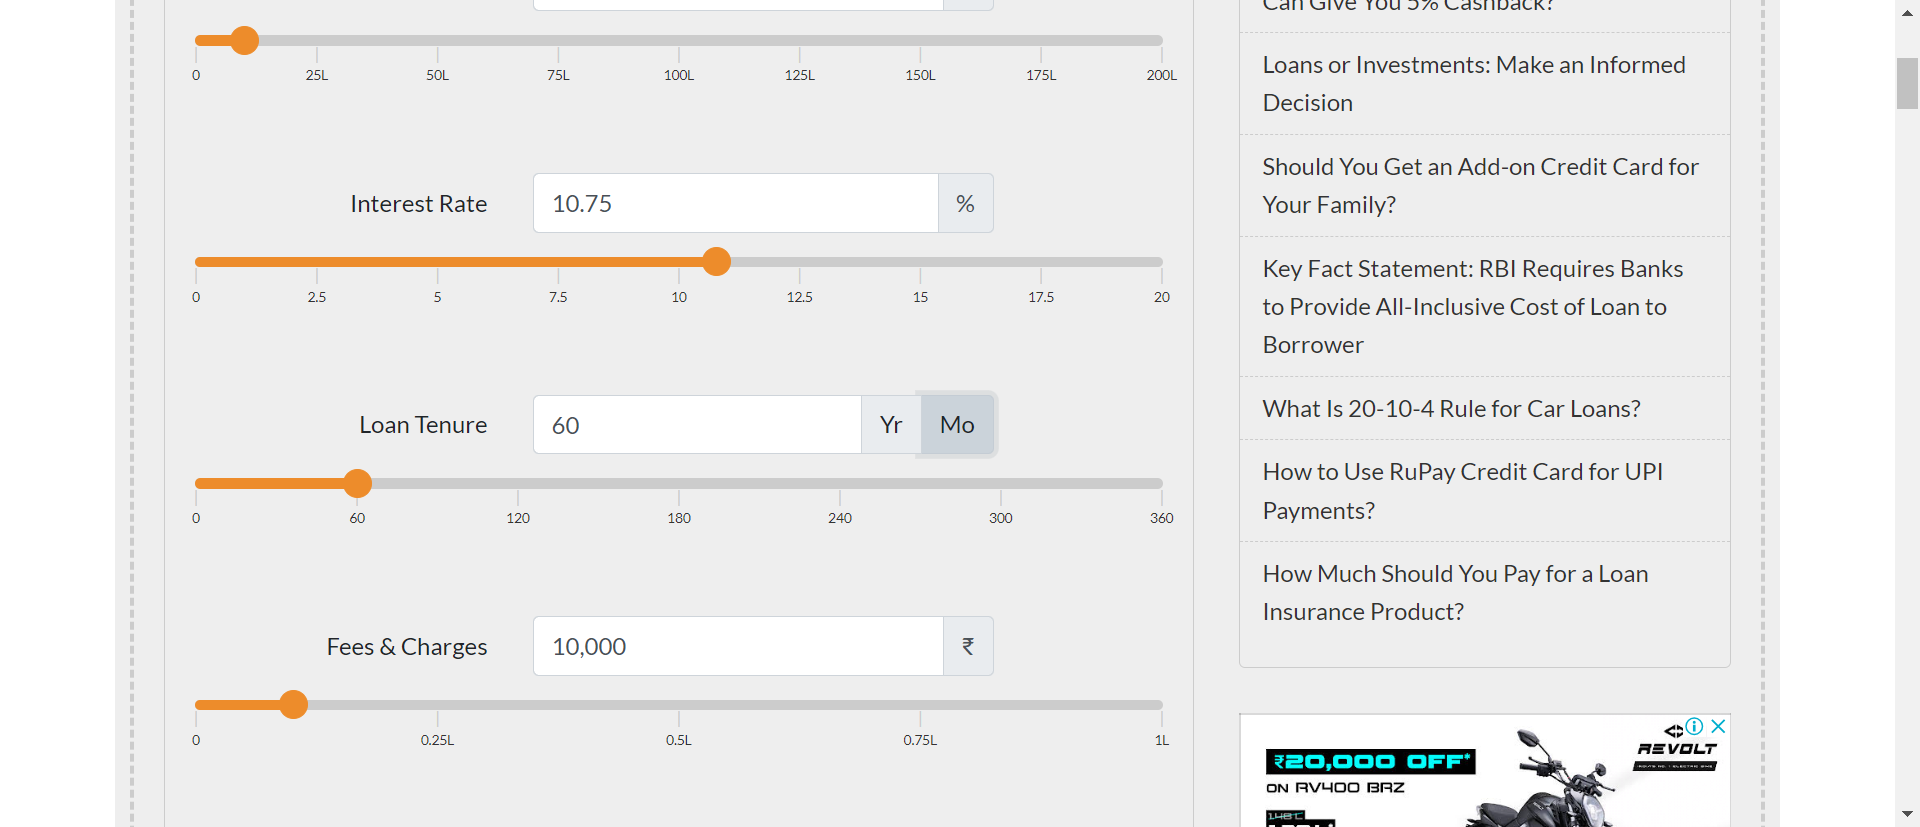 0 25L 50L 75L 100L 125L 150L 175L 200L
Interest Rate 10.75 %
0 2.5 5 7.5 10 12.5 15 17.5 20
Loan Tenure 60 Yr Mo
0 60 120 180 240 300 360
Fees & Charges 10,000 ₹
0 0.25L 0.5L 0.75L 1L
Can Give You 5% Cashback?
Loans or Investments: Make an Informed
Decision
Should You Get an Add-on Credit Card for
Your Family?
Key Fact Statement: RBI Requires Banks
to Provide All-Inclusive Cost of Loan to
Borrower
What Is 20-10-4 Rule for Car Loans?
How to Use RuPay Credit Card for UPI
Payments?
How Much Should You Pay for a Loan
Insurance Product?
REVOLT
₹20,000 OFF*
ON RV400 BRZ